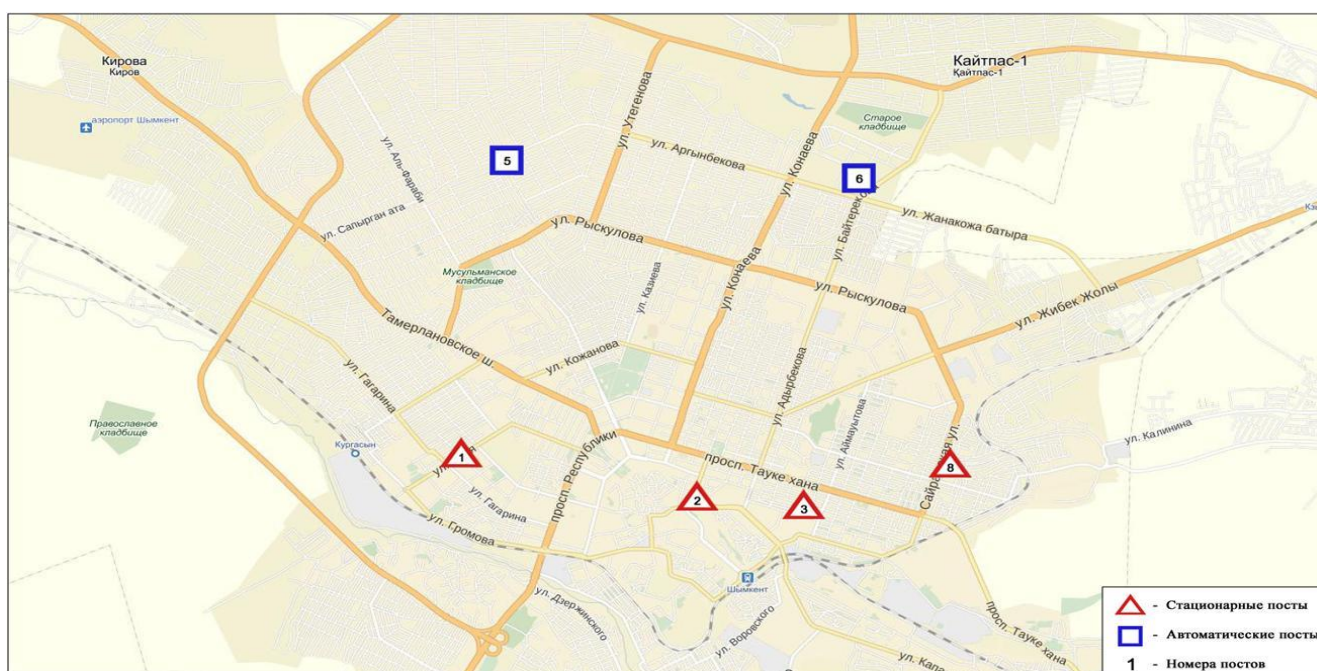 Кирова
Киров
аэропорт Шымкент
Кайтпас-1
Қайтпас-1
Старое
кладбище
ул. Утегенова
ул. Аль-Фараби
5
ул. Аргынбекова
ул. Конаева
6
ул. Байтерекова
ул. Жанакожа батыра
ул. Сапырган ата
ул. Рыскулова
Мусульманское
кладбище
ул. Казиева
ул. Конаева
ул. Рыскулова
ул. Жибек Жолы
Тамерлановское ш.
ул. Кожанова
ул. Гагарина
ул. Адырбекова
ул. Аймаутова
Православное
кладбище
Кургасын
1
просп. Республики
просп. Тауке хана
ул. Калинина
8
ул. Гагарина
2
3
ул. Громова
Шымкент
ул. Дзержинского
ул. Воровского
просп. Тауке хана
- Стационарные посты
- Автоматические посты
1 - Номера постов